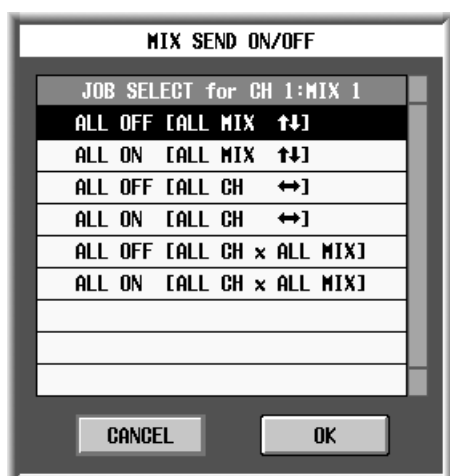 MIX SEND ON/OFF
JOB SELECT for CH 1:MIX 1
ALL OFF [ALL MIX ↑↓]
ALL ON [ALL MIX ↑↓]
ALL OFF [ALL CH ↔]
ALL ON [ALL CH ↔]
ALL OFF [ALL CH x ALL MIX]
ALL ON [ALL CH x ALL MIX]
CANCEL OK